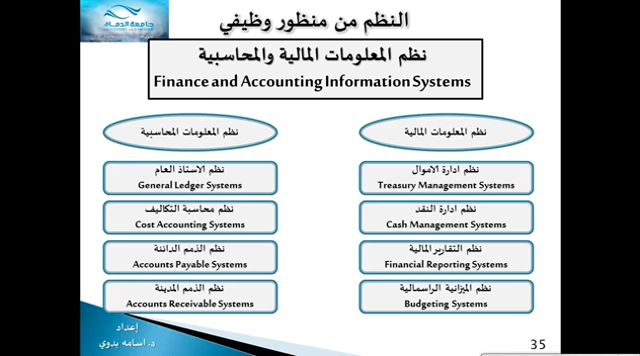 جامعة الدمام
النظم من منظور وظيفي
نظم المعلومات المالية والمحاسبية
Finance and Accounting Information Systems
نظم المعلومات المالية
نظم ادارة الاموال
Treasury Management Systems
نظم ادارة النقد
Cash Management Systems
نظم التقارير المالية
Financial Reporting Systems
نظم الميزانية الراسمالية
Budgeting Systems
نظم المعلومات المحاسبية
نظم الاستاذ العام
General Ledger Systems
نظم محاسبة التكاليف
Cost Accounting Systems
نظم الذمم الدائنة
Accounts Payable Systems
نظم الذمم المدينة
Accounts Receivable Systems
إعداد
د. اسامه بدوي
35